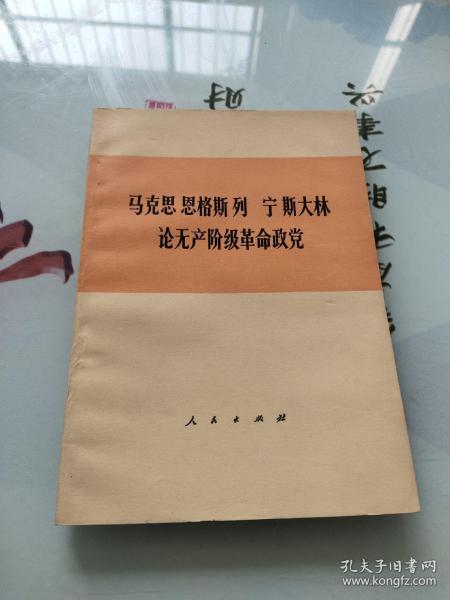 马克思 恩格斯 列 宁 斯大林
论无产阶级革命政党
人民出版社
孔夫子旧书网
www.kongfz.com